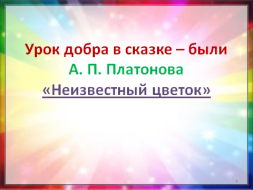 Урок добра в сказке – были
А. П. Платонова
«Неизвестный цветок»